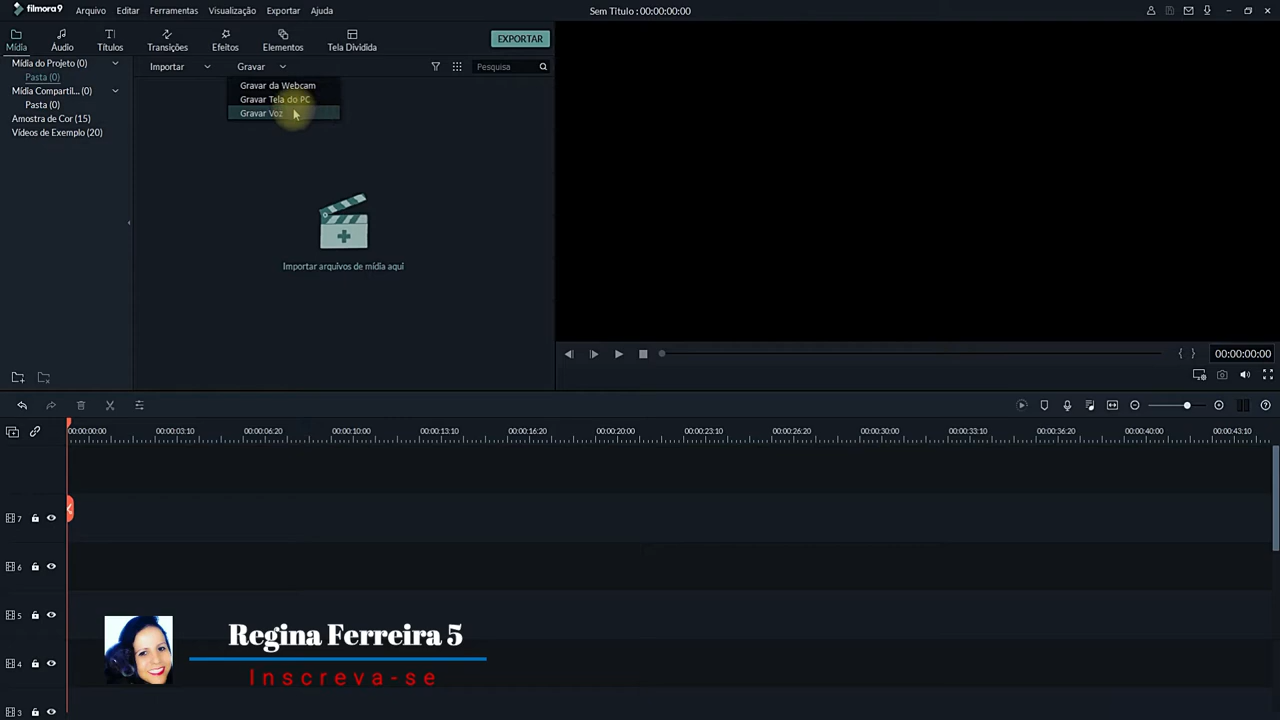 filmora9
Arquivo Editar Ferramentas Visualização Exportar Ajuda
Sem Título : 00:00:00:00
Mídia Áudio Títulos Transições Efeitos Elementos Tela Dividida
EXPORTAR
Mídia do Projeto (0)
Pasta (0)
Mídia Compartil... (0)
Pasta (0)
Amostra de Cor (15)
Vídeos de Exemplo (20)
Importar Gravar Pesquisa
Gravar da Webcam
Gravar Tela do PC
Gravar Voz
Importar arquivos de mídia aqui
{ } 00:00:00:00
00:00:00:00 00:00:03:10 00:00:06:20 00:00:10:00 00:00:13:10 00:00:16:20 00:00:20:00 00:00:23:10 00:00:26:20 00:00:30:00 00:00:33:10 00:00:36:20 00:00:40:00 00:00:43:10
7
6
5
4
3
Regina Ferreira 5
Inscreva-se